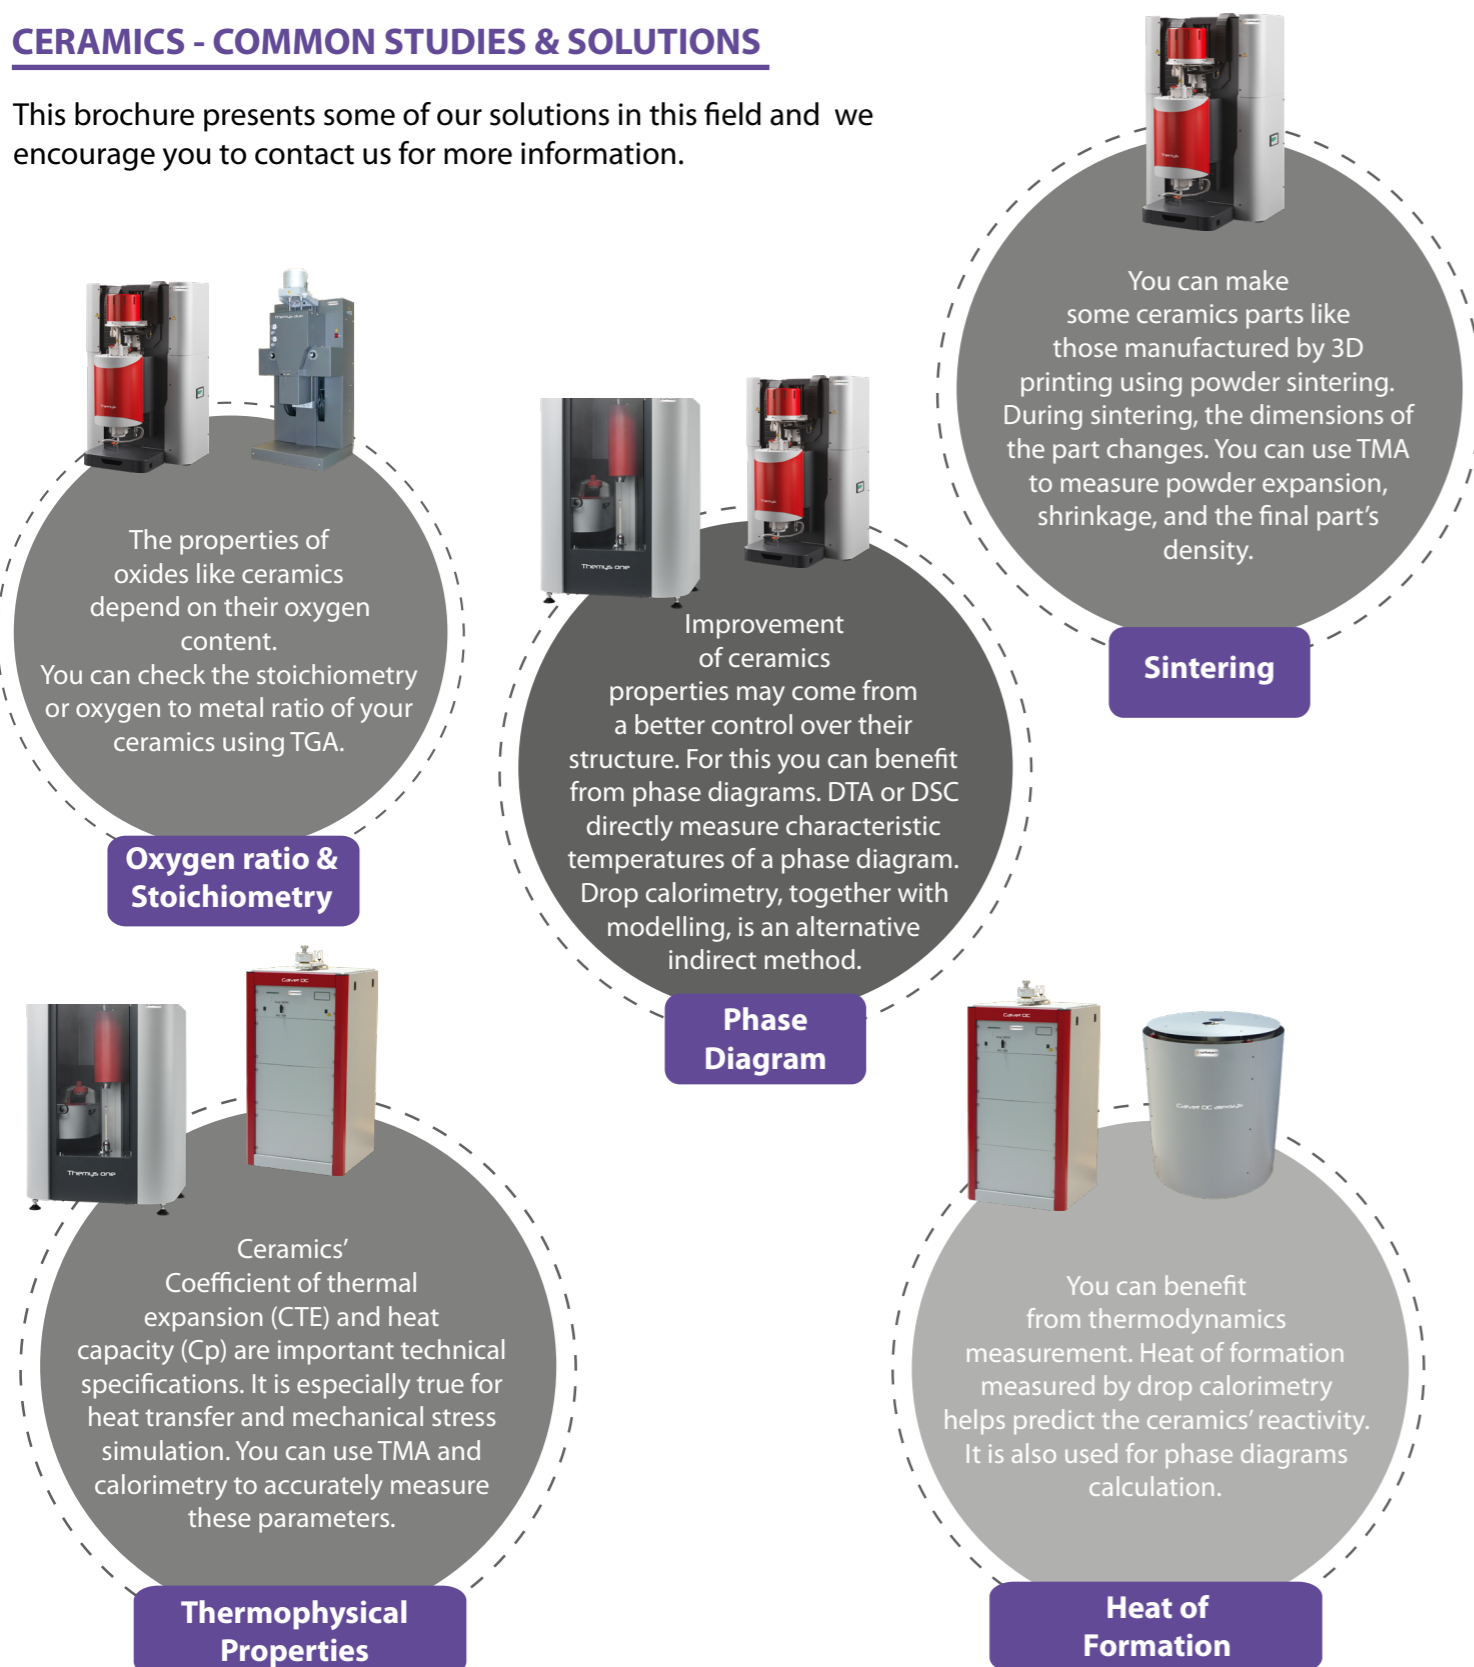 CERAMICS - COMMON STUDIES & SOLUTIONS
This brochure presents some of our solutions in this field and we
encourage you to contact us for more information.
You can make
some ceramics parts like
those manufactured by 3D
printing using powder sintering.
During sintering, the dimensions of
the part changes. You can use TMA
to measure powder expansion,
shrinkage, and the final part's
density.
Sintering
The properties of
oxides like ceramics
depend on their oxygen
content.
You can check the stoichiometry
or oxygen to metal ratio of your
ceramics using TGA.
Oxygen ratio &
Stoichiometry
Themys one
Improvement
of ceramics
properties may come from
a better control over their
structure. For this you can benefit
from phase diagrams. DTA or DSC
directly measure characteristic
temperatures of a phase diagram.
Drop calorimetry, together with
modelling, is an alternative
indirect method.
Phase
Diagram
Themys one
Calvet DC
Ceramics'
Coefficient of thermal
expansion (CTE) and heat
capacity (Cp) are important technical
specifications. It is especially true for
heat transfer and mechanical stress
simulation. You can use TMA and
calorimetry to accurately measure
these parameters.
Thermophysical
Properties
Calvet DC
You can benefit
from thermodynamics
measurement. Heat of formation
measured by drop calorimetry
helps predict the ceramics' reactivity.
It is also used for phase diagrams
calculation.
Heat of
Formation